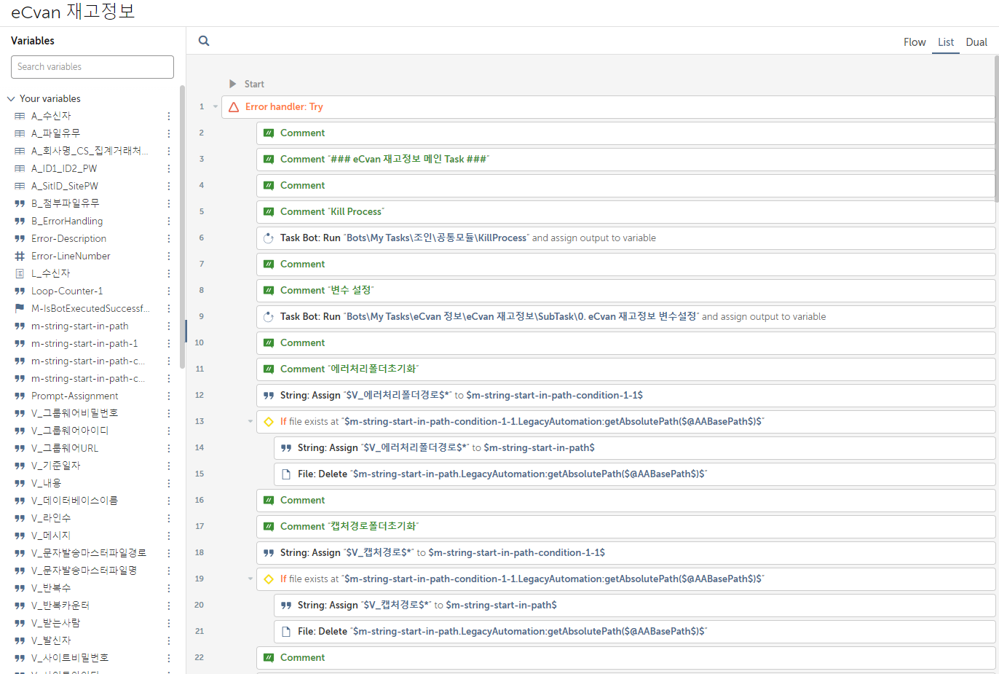 eCvan 재고정보
Variables
Search variables
Your variables
A_수신자
A_파일유무
A_회사명_CS_집계거래처...
A_ID1_ID2_PW
A_SitID_SitePW
B_첨부파일유무
B_ErrorHandling
Error-Description
Error-LineNumber
L_수신자
Loop-Counter-1
M-IsBotExecutedSuccessf...
m-string-start-in-path
m-string-start-in-path-1
m-string-start-in-path-c...
m-string-start-in-path-c...
Prompt-Assignment
V_그룹웨어비밀번호
V_그룹웨어아이디
V_그룹웨어URL
V_기준일자
V_내용
V_데이터베이스이름
V_라인수
V_메시지
V_문자발송마스터파일경로
V_문자발송마스터파일명
V_반복수
V_반복카운터
V_받는사람
V_발신자
V_사이트비밀번호
Flow List Dual
Start
1 Error handler: Try
2 Comment
3 Comment "### eCvan 재고정보 메인 Task ###"
4 Comment
5 Comment "Kill Process"
6 Task Bot: Run "Bots\My Tasks\조인\공통모듈\KillProcess" and assign output to variable
7 Comment
8 Comment "변수 설정"
9 Task Bot: Run "Bots\My Tasks\eCvan 정보\eCvan 재고정보\SubTask\0. eCvan 재고정보 변수설정" and assign output to variable
10 Comment
11 Comment "에러처리폴더초기화"
12 String: Assign "$V_에러처리폴더경로$*" to $m-string-start-in-path-condition-1-1$
13 If file exists at "$m-string-start-in-path-condition-1-1.LegacyAutomation:getAbsolutePath($@AABasePath$)$"
14 String: Assign "$V_에러처리폴더경로$*" to $m-string-start-in-path$
15 File: Delete "$m-string-start-in-path.LegacyAutomation:getAbsolutePath($@AABasePath$)$"
16 Comment
17 Comment "캡처경로폴더초기화"
18 String: Assign "$V_캡처경로$*" to $m-string-start-in-path-condition-1-1$
19 If file exists at "$m-string-start-in-path-condition-1-1.LegacyAutomation:getAbsolutePath($@AABasePath$)$"
20 String: Assign "$V_캡처경로$*" to $m-string-start-in-path$
21 File: Delete "$m-string-start-in-path.LegacyAutomation:getAbsolutePath($@AABasePath$)$"
22 Comment